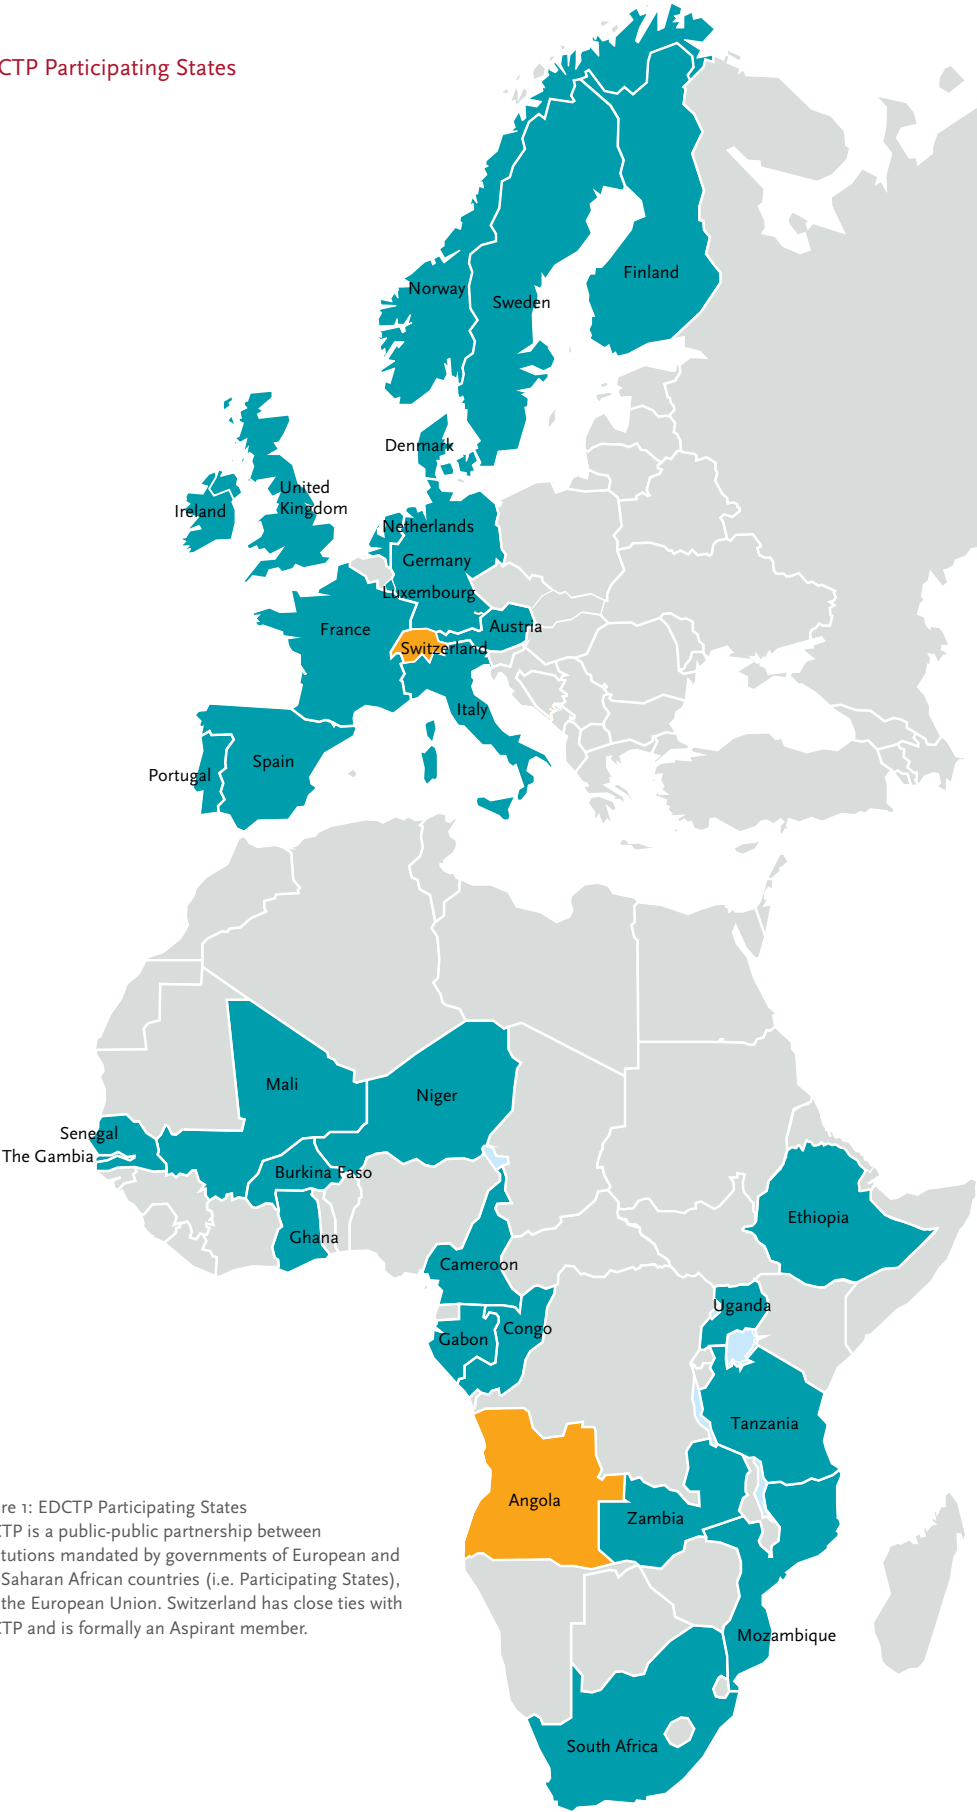 CTP Participating States
Finland
Norway
Sweden
Denmark
United
Kingdom
Ireland
Netherlands
Germany
Luxembourg
Austria
France
Switzerland
Italy
Spain
Portugal
Mali
Niger
Senegal
The Gambia
Burkina Faso
Ethiopia
Ghana
Cameroon
Uganda
Congo
Gabon
Tanzania
Angola
Zambia
re 1: EDCTP Participating States
CTP is a public-public partnership between
tutions mandated by governments of European and
Saharan African countries (i.e. Participating States),
the European Union. Switzerland has close ties with
CTP and is formally an Aspirant member.
Mozambique
South Africa